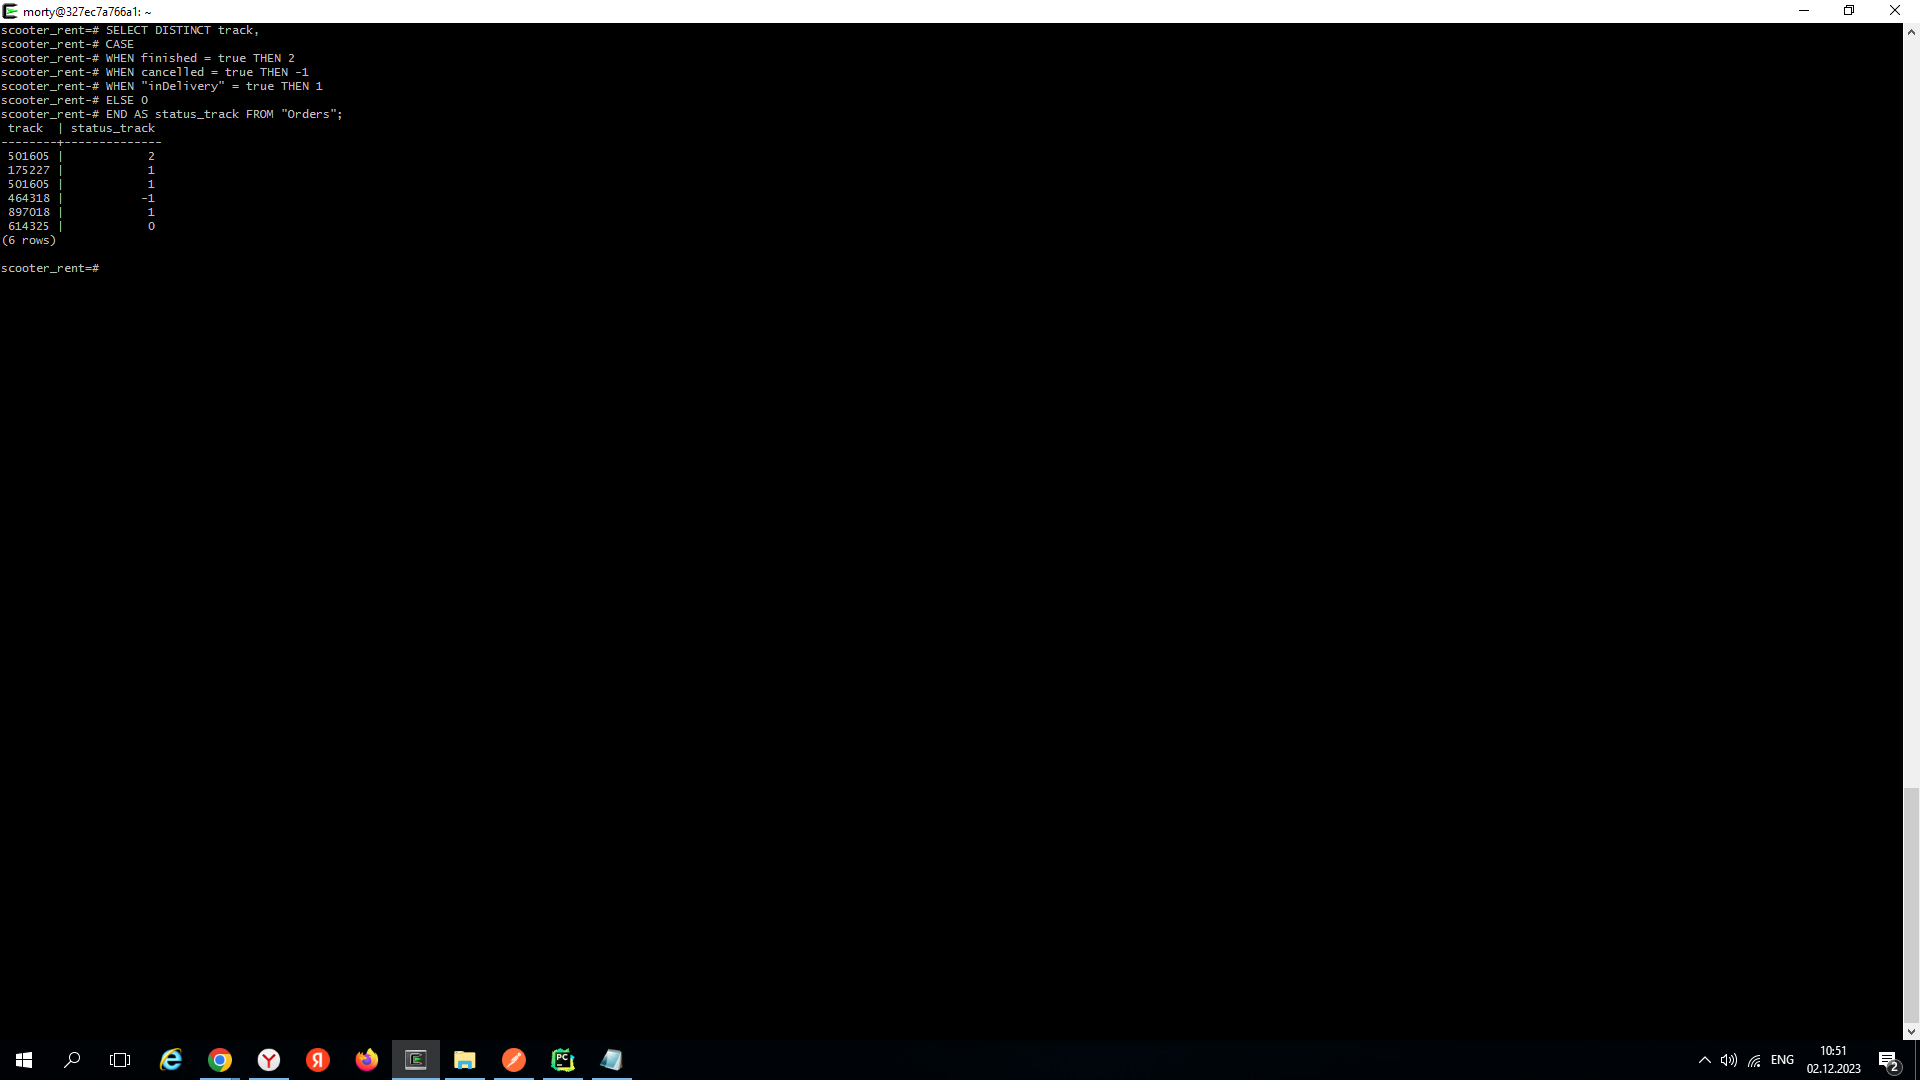 morty@327ec7a766a1: ~
scooter_rent=# SELECT DISTINCT track,
scooter_rent-# CASE
scooter_rent-# WHEN finished = true THEN 2
scooter_rent-# WHEN cancelled = true THEN -1
scooter_rent-# WHEN "inDelivery" = true THEN 1
scooter_rent-# ELSE 0
scooter_rent-# END AS status_track FROM "Orders";
 track  | status_track
--------+--------------
 501605 |            2
 175227 |            1
 501605 |            1
 464318 |           -1
 897018 |            1
 614325 |            0
(6 rows)
scooter_rent=#
ENG
10:51
02.12.2023
2